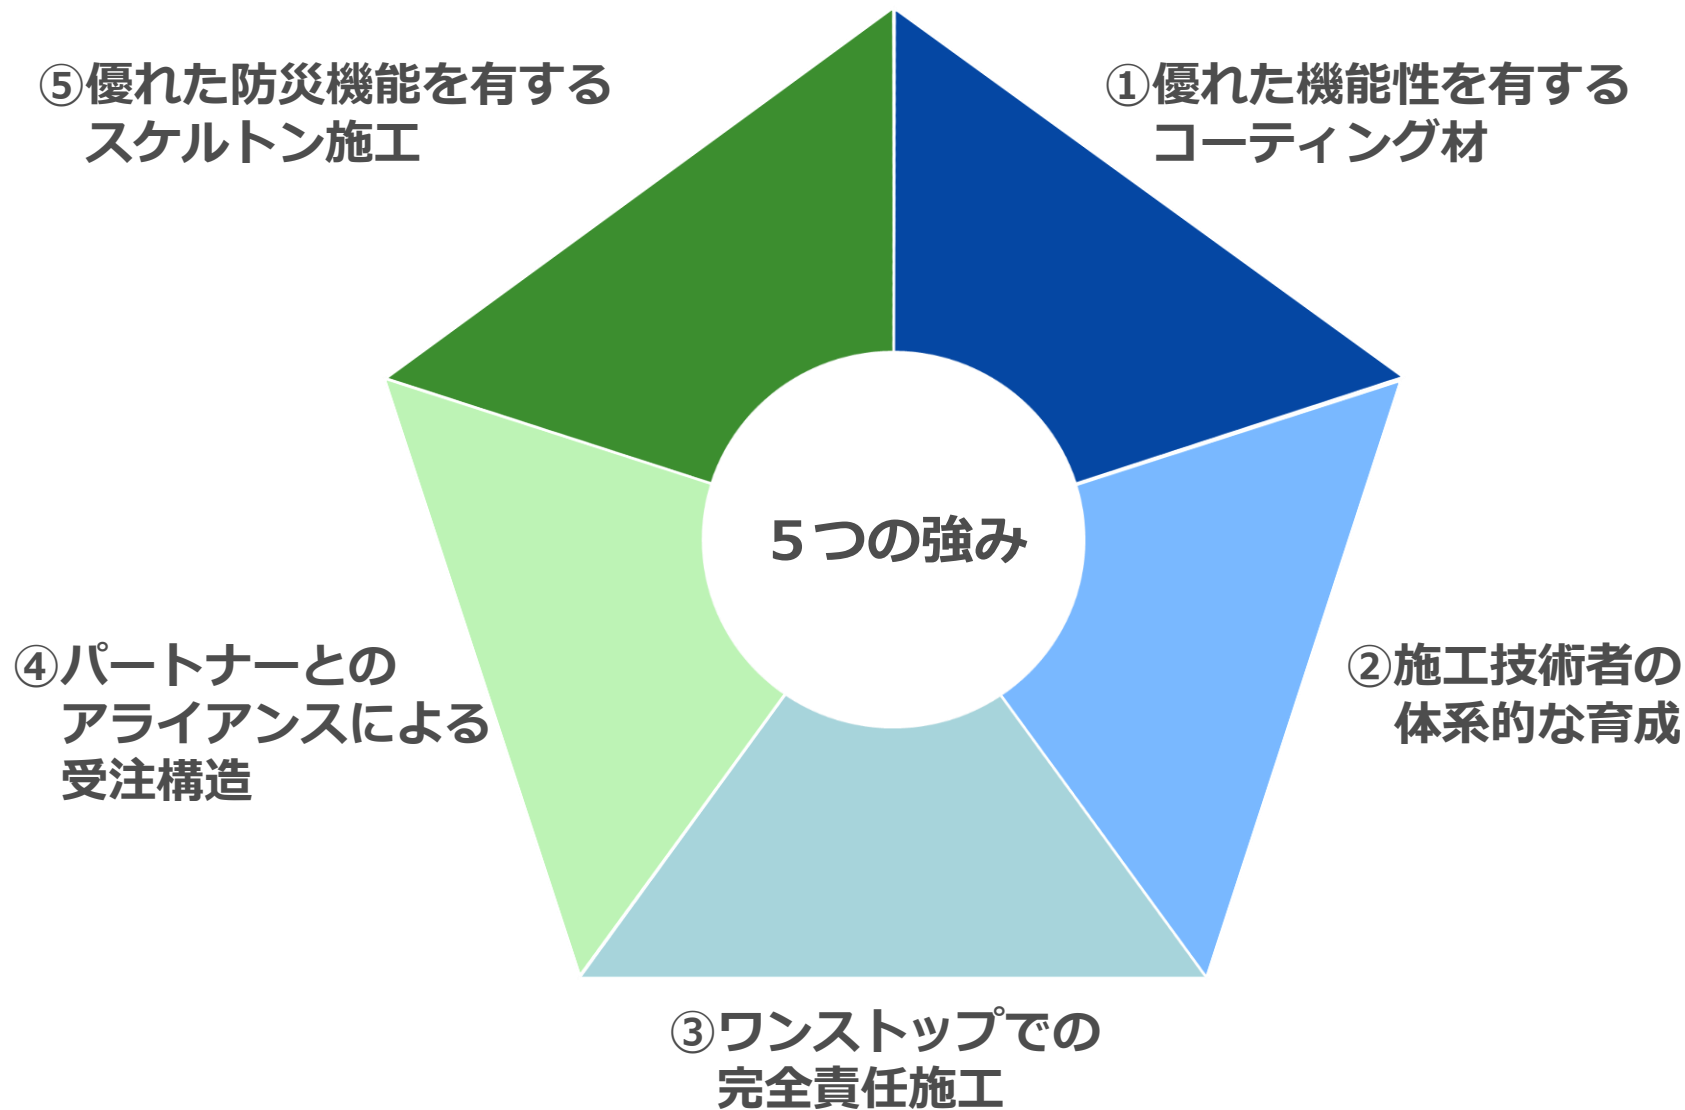 ⑤優れた防災機能を有する
スケルトン施工
①優れた機能性を有する
コーティング材
５つの強み
④パートナーとの
アライアンスによる
受注構造
②施工技術者の
体系的な育成
③ワンストップでの
完全責任施工